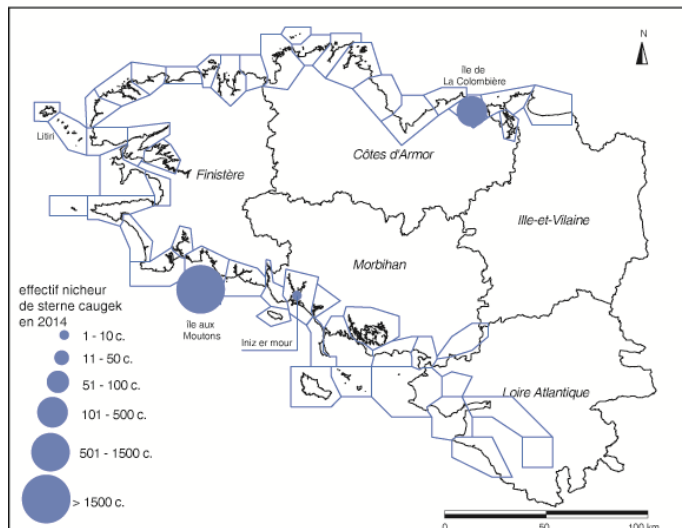 N
île de
La Colombière
Litiri
Côtes d'Armor
Finistère
Ille-et-Vilaine
Morbihan
effectif nicheur
de sterne caugek
en 2014
1 - 10 c.
île aux
Moutons
Iniz er mour
11 - 50 c.
51 - 100 c.
Loire Atlantique
101 - 500 c.
501 - 1500 c.
> 1500 c.
0 50 100 km